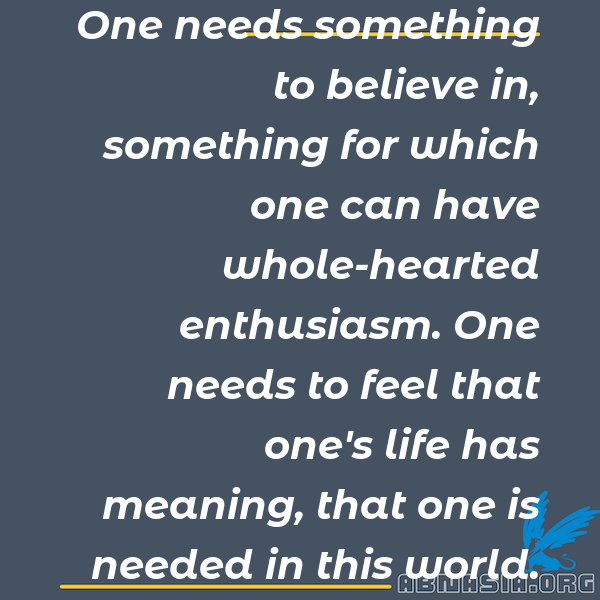 One needs something
to believe in,
something for which
one can have
whole-hearted
enthusiasm. One
needs to feel that
one's life has
meaning, that one is
needed in this world.
ABNASIA.ORG